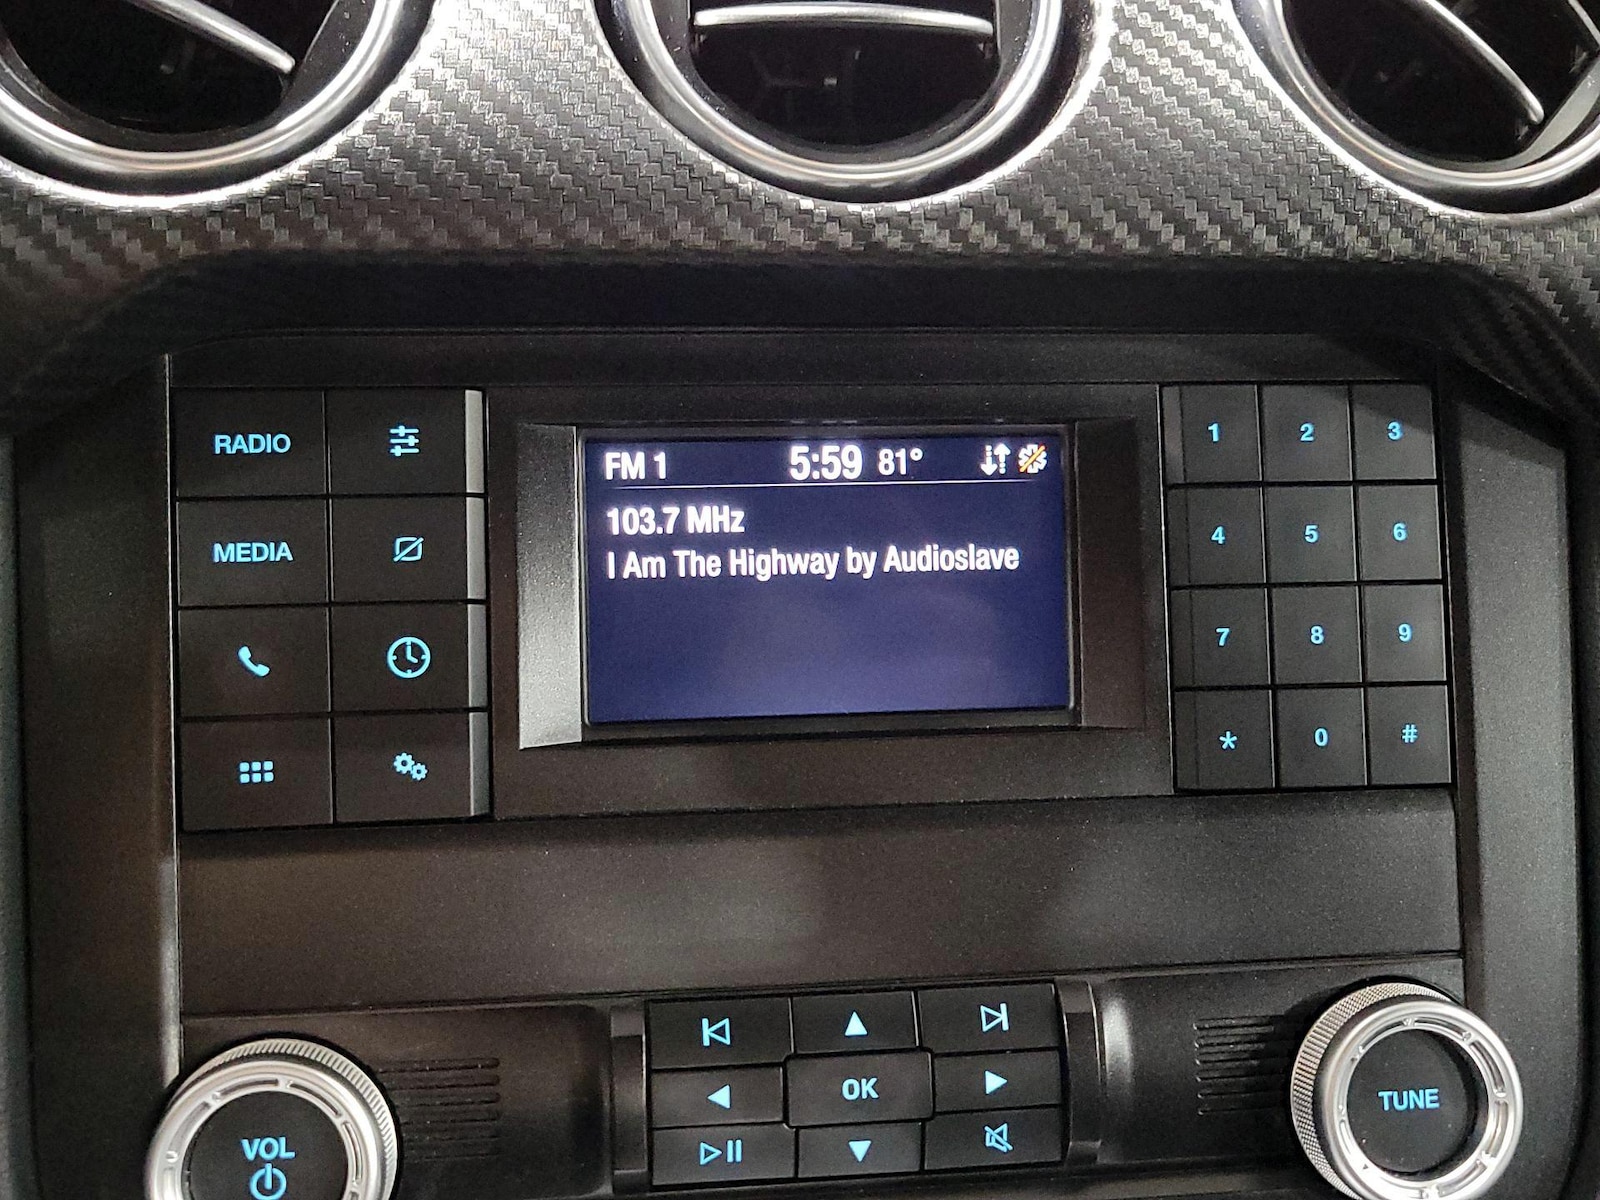 FM 1 5:59 81°
103.7 MHz
I Am The Highway by Audioslave
RADIO
MEDIA
1 2 3
4 5 6
7 8 9
* 0 #
OK
VOL
TUNE